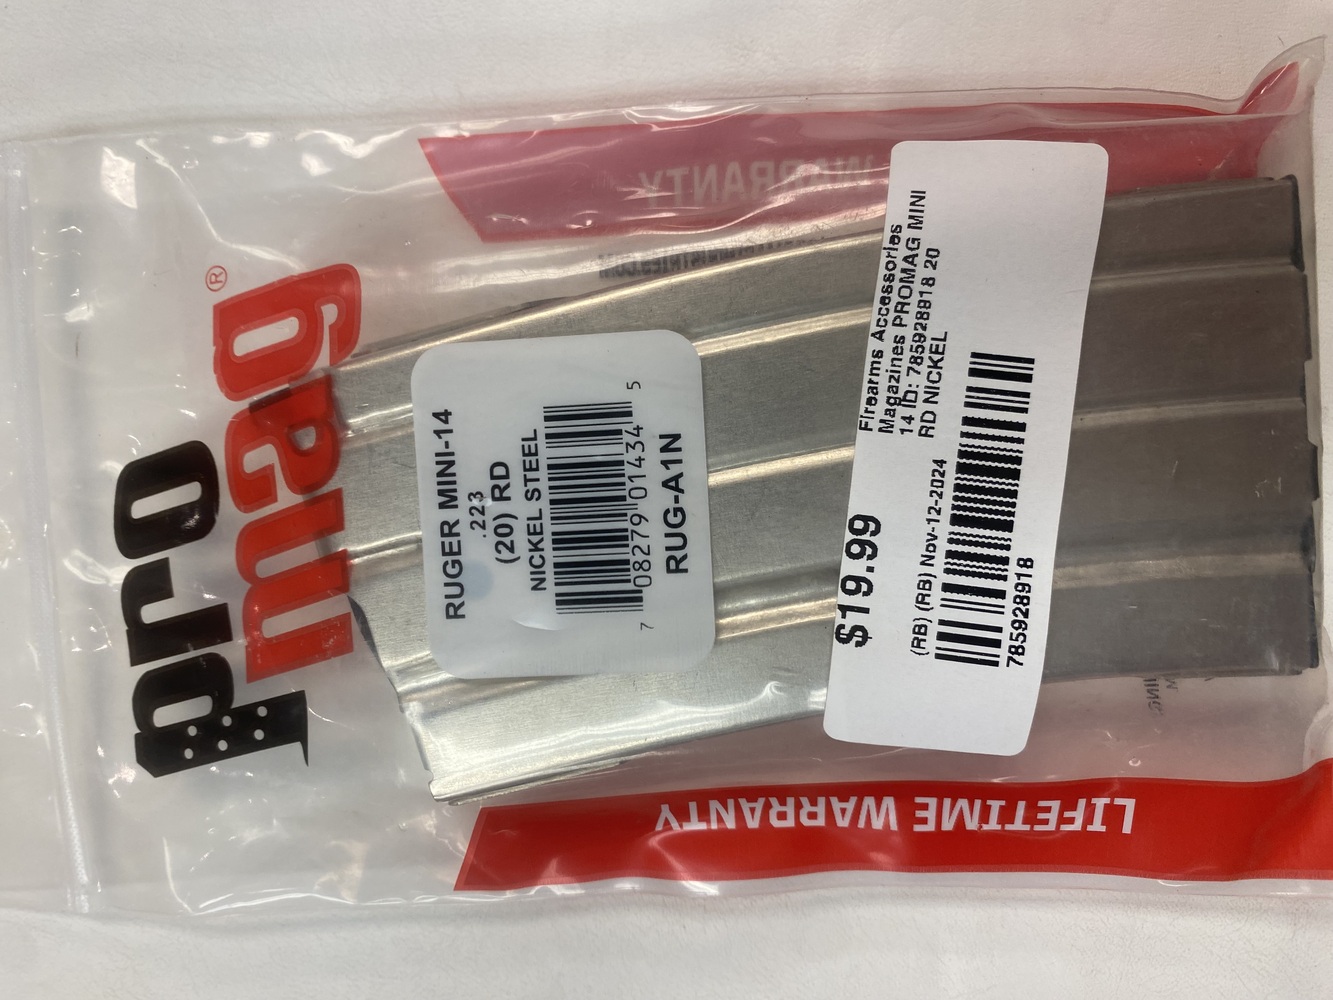 pro
mag®
RUGER MINI-14
.223
(20) RD
NICKEL STEEL
7 08279 01434 5
RUG-A1N
Firearms Accessories
Magazines PROMAG MINI
14 ID: 785928918 20
RD NICKEL
$19.99
(RB) (RB) Nov-12-2024
785928918
LIFETIME WARRANTY
WARRANTY